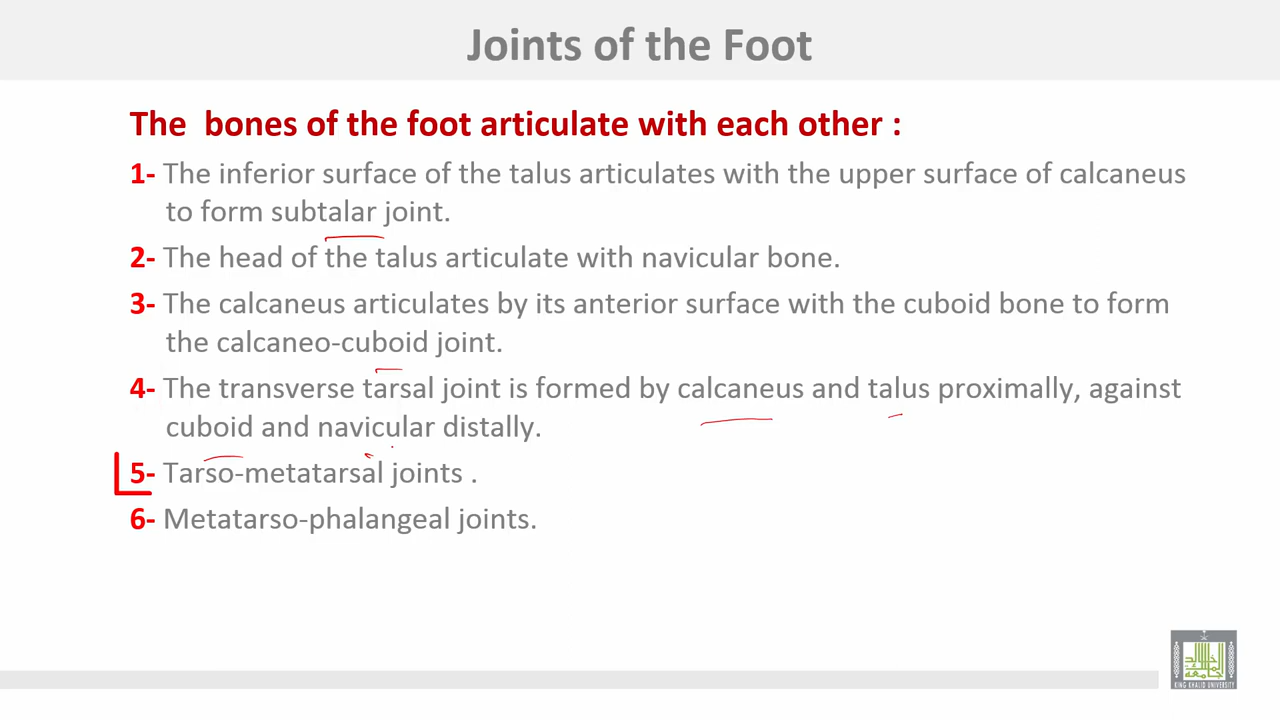 Joints of the Foot
The bones of the foot articulate with each other :
1- The inferior surface of the talus articulates with the upper surface of calcaneus
to form subtalar joint.
2- The head of the talus articulate with navicular bone.
3- The calcaneus articulates by its anterior surface with the cuboid bone to form
the calcaneo-cuboid joint.
4- The transverse tarsal joint is formed by calcaneus and talus proximally, against
cuboid and navicular distally.
5- Tarso-metatarsal joints .
6- Metatarso-phalangeal joints.
KING KHALID UNIVERSITY